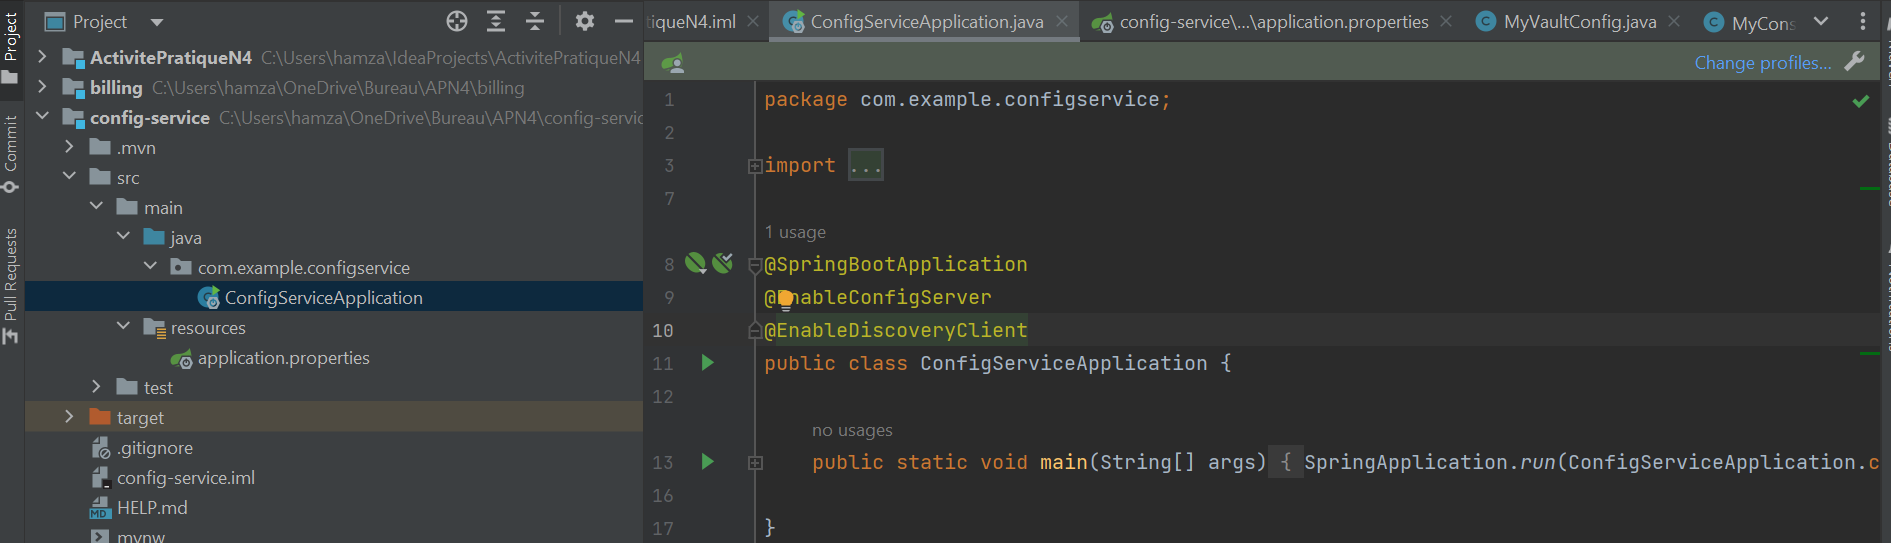 Project
Commit
Pull Requests
Project
ActivitePratiqueN4 C:\Users\hamza\IdeaProjects\ActivitePratiqueN4
billing C:\Users\hamza\OneDrive\Bureau\APN4\billing
config-service C:\Users\hamza\OneDrive\Bureau\APN4\config-servic
.mvn
src
main
java
com.example.configservice
ConfigServiceApplication
resources
application.properties
test
target
.gitignore
config-service.iml
HELP.md
mvnw
tiqueN4.iml ConfigServiceApplication.java config-service\...\application.properties MyVaultConfig.java MyCons
Change profiles...
1 package com.example.configservice;
2
3 import ...
7
1 usage
8 @SpringBootApplication
9 @EnableConfigServer
10 @EnableDiscoveryClient
11 public class ConfigServiceApplication {
12
no usages
13 public static void main(String[] args) { SpringApplication.run(ConfigServiceApplication.c
16
17 }